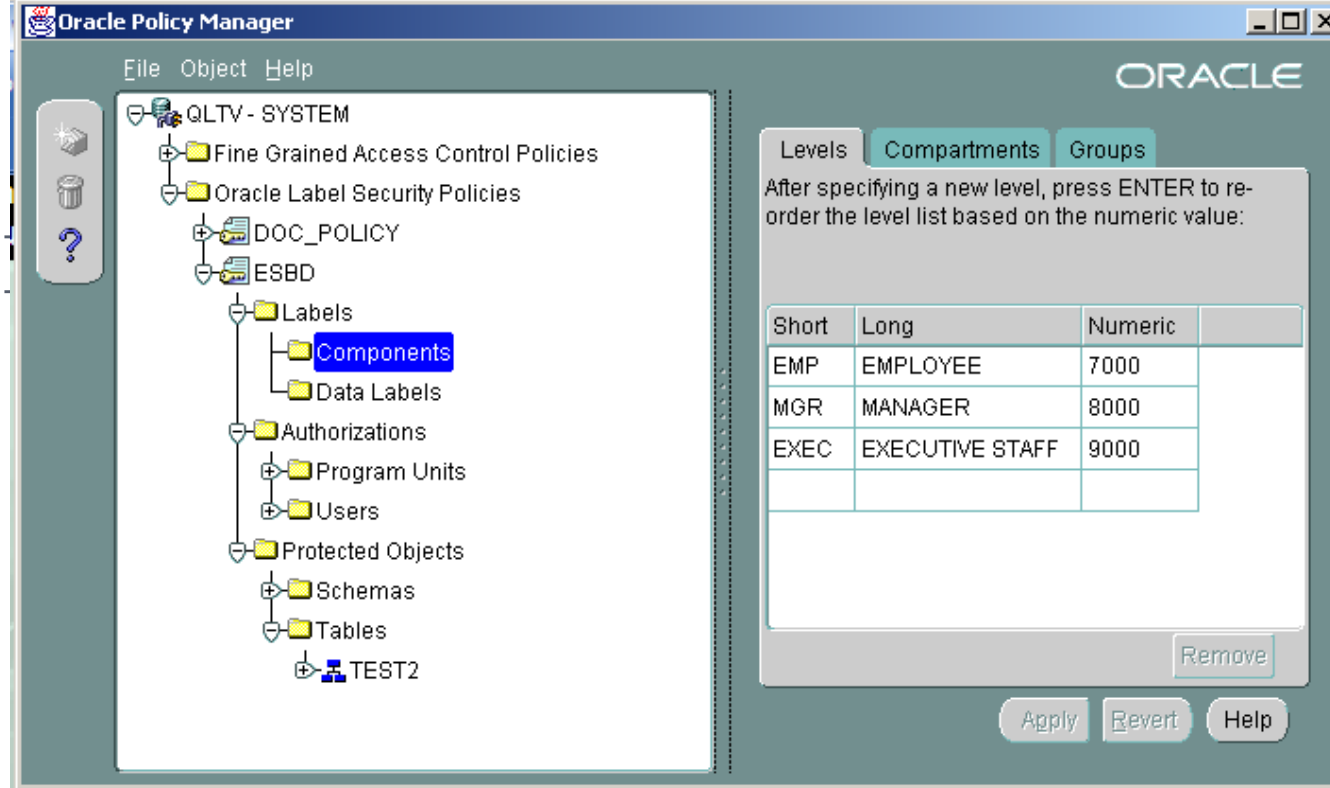 Oracle Policy Manager
File Object Help
ORACLE
QLTV - SYSTEM
Fine Grained Access Control Policies
Oracle Label Security Policies
DOC_POLICY
ESBD
Labels
Components
Data Labels
Authorizations
Program Units
Users
Protected Objects
Schemas
Tables
TEST2
Levels Compartments Groups
After specifying a new level, press ENTER to re-
order the level list based on the numeric value:
Short Long Numeric
EMP EMPLOYEE 7000
MGR MANAGER 8000
EXEC EXECUTIVE STAFF 9000
Remove
Apply Revert Help